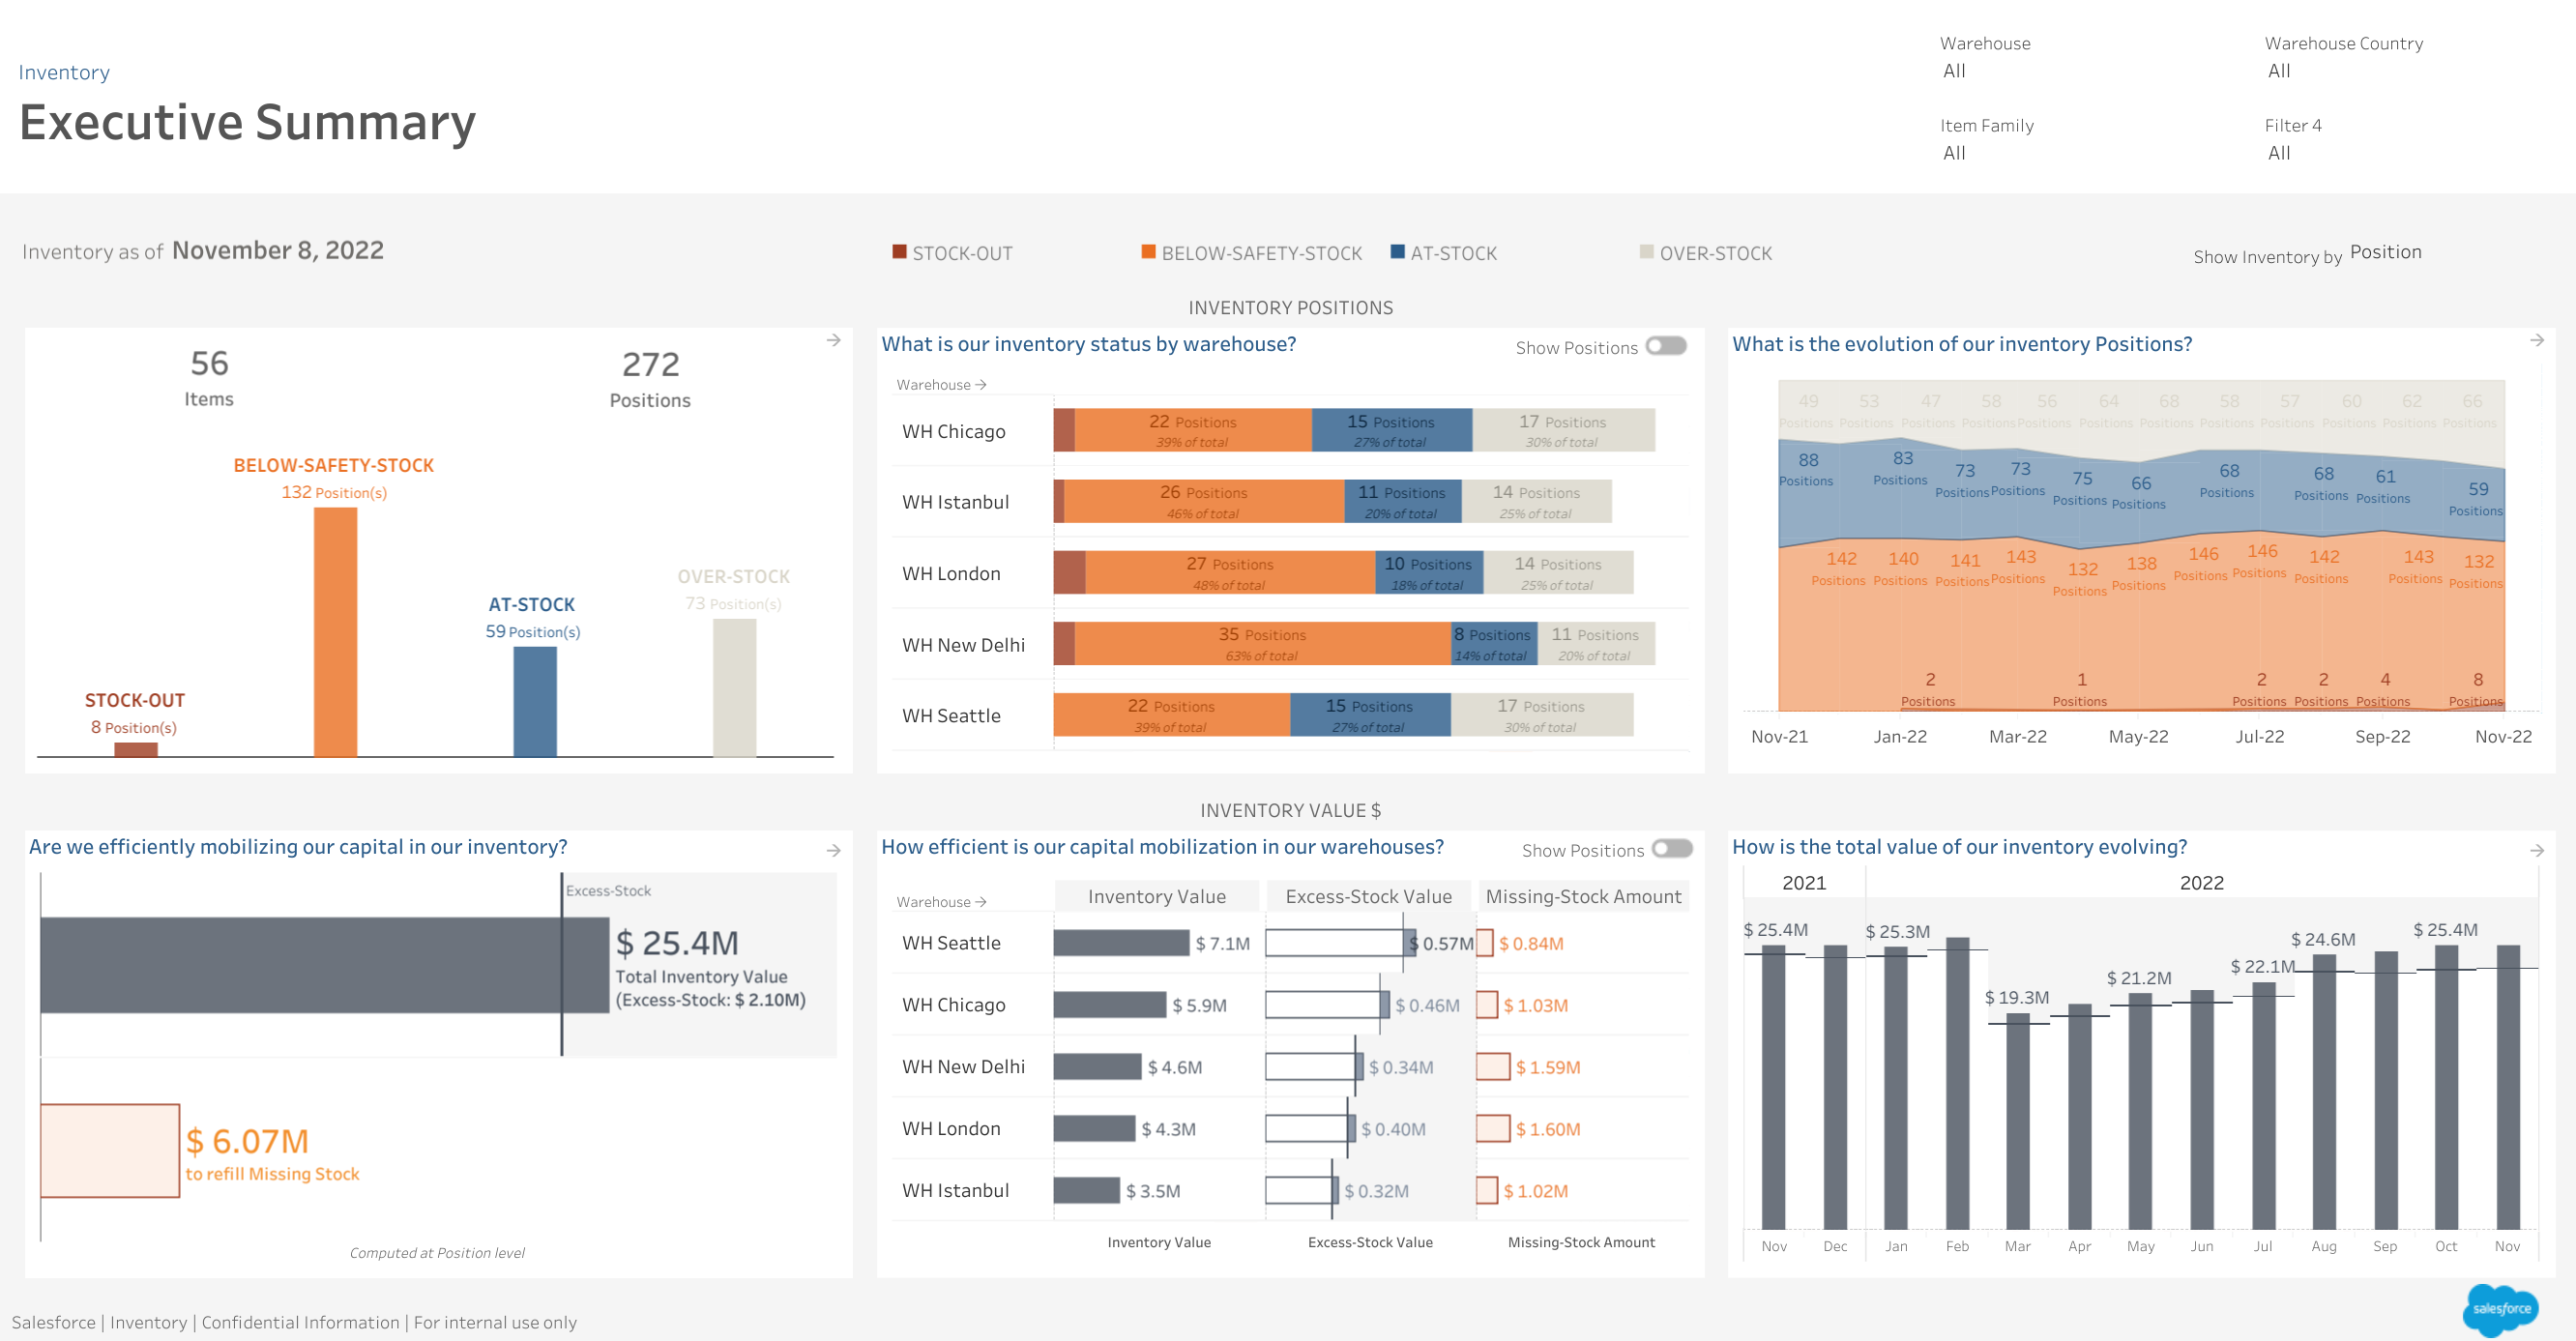 Inventory
Executive Summary
Warehouse
All
Warehouse Country
All
Item Family
All
Filter 4
All
Inventory as of November 8, 2022
STOCK-OUT BELOW-SAFETY-STOCK AT-STOCK OVER-STOCK
Show Inventory by Position
INVENTORY POSITIONS
56
Items
272
Positions
BELOW-SAFETY-STOCK
132 Position(s)
OVER-STOCK
73 Position(s)
AT-STOCK
59 Position(s)
STOCK-OUT
8 Position(s)
What is our inventory status by warehouse?
Show Positions
Warehouse →
WH Chicago
22 Positions 15 Positions 17 Positions
39% of total 27% of total 30% of total
WH Istanbul
26 Positions 11 Positions 14 Positions
46% of total 20% of total 25% of total
WH London
27 Positions 10 Positions 14 Positions
48% of total 18% of total 25% of total
WH New Delhi
35 Positions 8 Positions 11 Positions
63% of total 14% of total 20% of total
WH Seattle
22 Positions 15 Positions 17 Positions
39% of total 27% of total 30% of total
What is the evolution of our inventory Positions?
49 53 47 58 56 64 68 58 57 60 62 66
Positions Positions Positions Positions Positions Positions Positions Positions Positions Positions Positions Positions
88 83 73 73 75 66 68 68 61 59
Positions Positions Positions Positions Positions Positions Positions Positions Positions Positions
142 140 141 143 132 138 146 146 142 143 132
Positions Positions Positions Positions Positions Positions Positions Positions Positions Positions Positions
2 1 2 2 4 8
Positions Positions Positions Positions Positions Positions
Nov-21 Jan-22 Mar-22 May-22 Jul-22 Sep-22 Nov-22
INVENTORY VALUE $
Are we efficiently mobilizing our capital in our inventory?
Excess-Stock
$ 25.4M
Total Inventory Value
(Excess-Stock: $ 2.10M)
$ 6.07M
to refill Missing Stock
Computed at Position level
How efficient is our capital mobilization in our warehouses?
Show Positions
Warehouse → Inventory Value Excess-Stock Value Missing-Stock Amount
WH Seattle $ 7.1M $ 0.57M $ 0.84M
WH Chicago $ 5.9M $ 0.46M $ 1.03M
WH New Delhi $ 4.6M $ 0.34M $ 1.59M
WH London $ 4.3M $ 0.40M $ 1.60M
WH Istanbul $ 3.5M $ 0.32M $ 1.02M
Inventory Value Excess-Stock Value Missing-Stock Amount
How is the total value of our inventory evolving?
2021 2022
$ 25.4M $ 25.3M $ 19.3M $ 21.2M $ 22.1M $ 24.6M $ 25.4M
Nov Dec Jan Feb Mar Apr May Jun Jul Aug Sep Oct Nov
Salesforce | Inventory | Confidential Information | For internal use only
salesforce